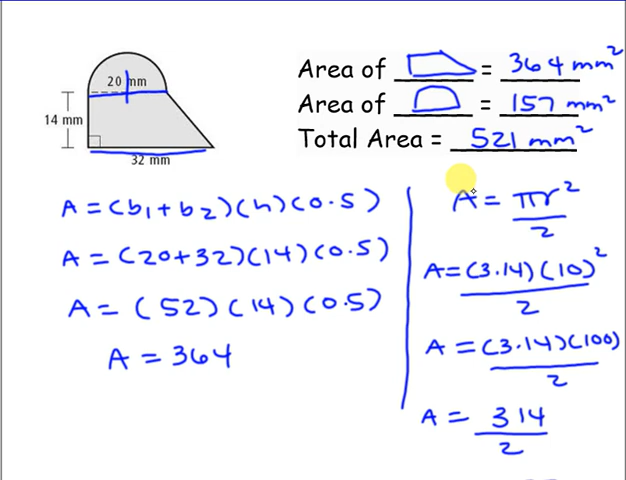 20 mm
14 mm
32 mm
Area of = 364 mm²
Area of = 157 mm²
Total Area = 521 mm²
A = (b₁ + b₂)(h)(0.5)
A = (20+32)(14)(0.5)
A = (52)(14)(0.5)
A = 364
A = πr²/2
A = (3.14)(10)²/2
A = (3.14)(100)/2
A = 314/2